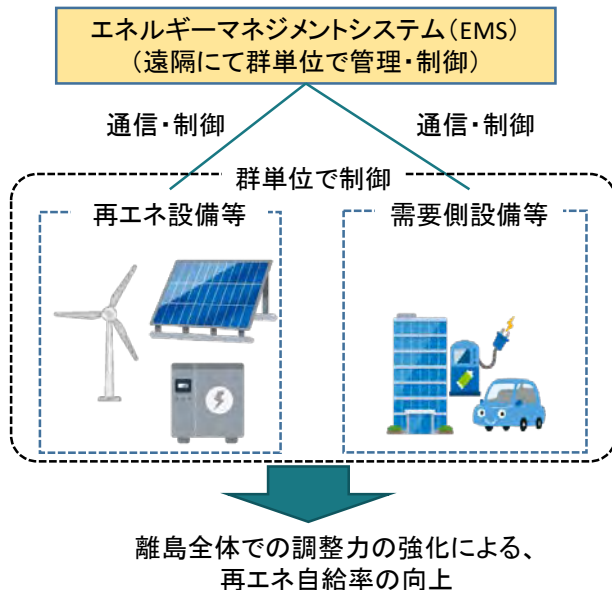 エネルギーマネジメントシステム(EMS)
(遠隔にて群単位で管理・制御)
通信・制御
通信・制御
群単位で制御
再エネ設備等
需要側設備等
離島全体での調整力の強化による、
再エネ自給率の向上